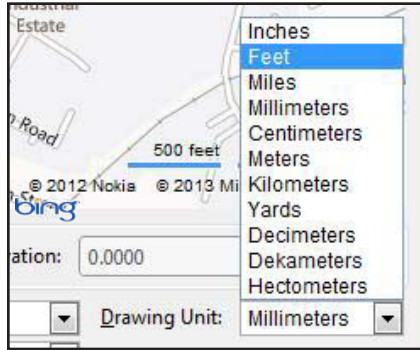 Industrial
Estate
Road
500 feet
© 2012 Nokia © 2013 Mi
bing
ation: 0.0000
Drawing Unit: Millimeters
Inches
Feet
Miles
Millimeters
Centimeters
Meters
Kilometers
Yards
Decimeters
Dekameters
Hectometers